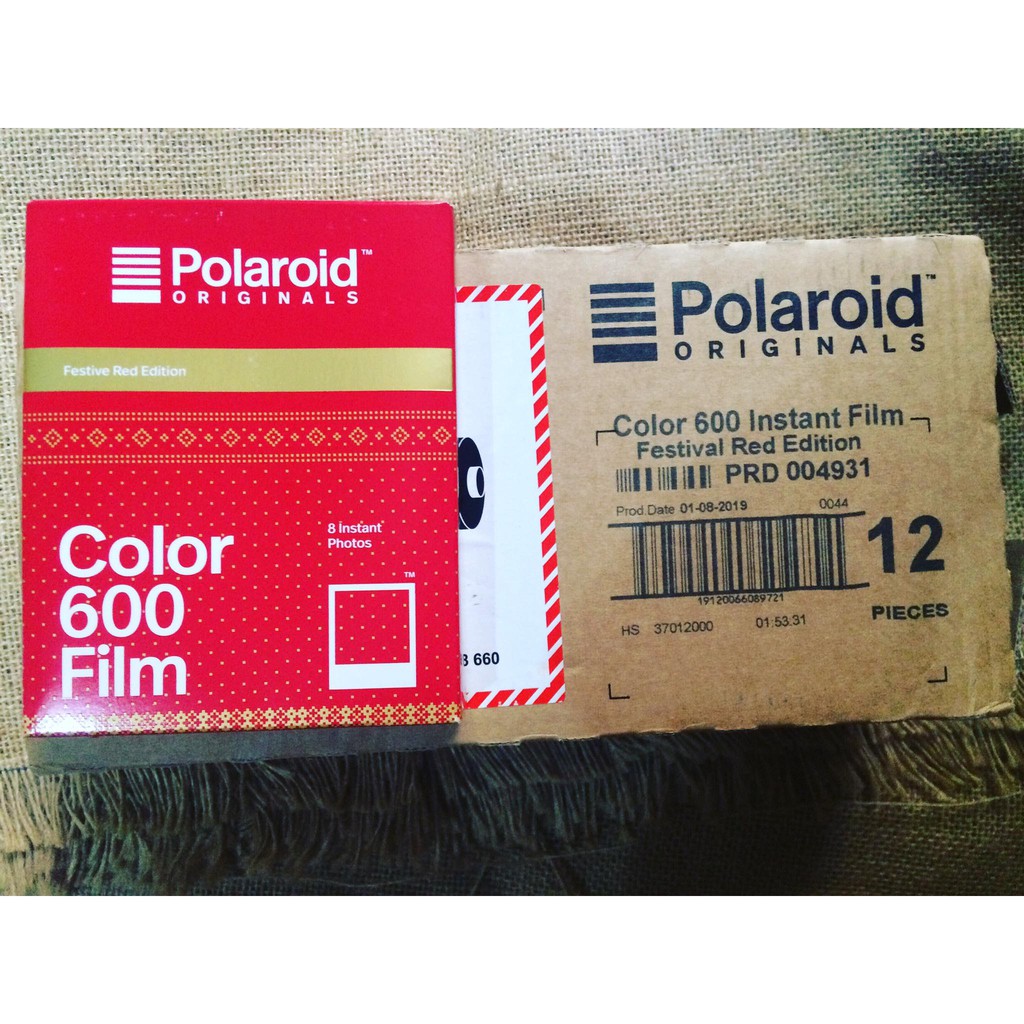 Polaroid™
ORIGINALS
Festive Red Edition
Color
600
Film
8 Instant
Photos
™
660
Polaroid™
ORIGINALS
Color 600 Instant Film
Festival Red Edition
PRD 004931
Prod.Date 01-08-2019 0044
12
PIECES
19120066089721
HS 37012000 01:53.31